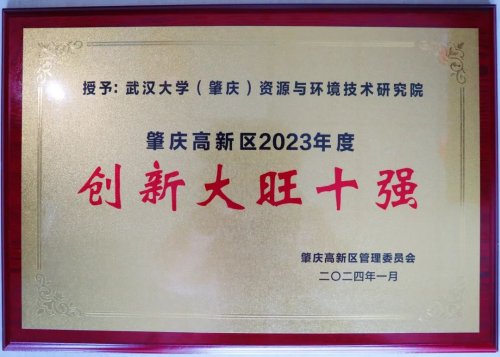 授予: 武汉大学（肇庆）资源与环境技术研究院
肇庆高新区2023年度
创新大旺十强
肇庆高新区管理委员会
二〇二四年一月